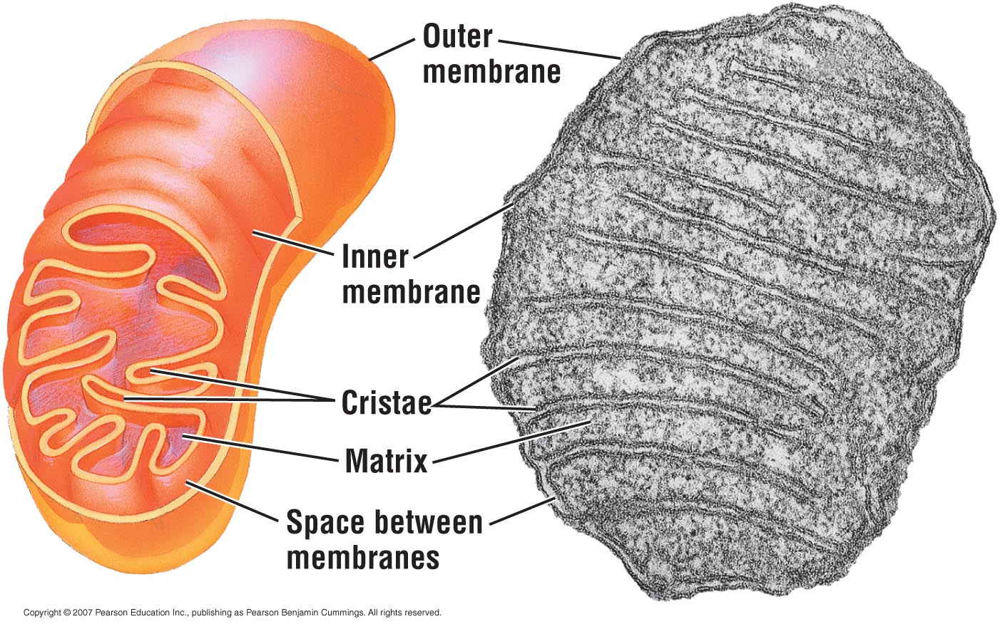 Outer
membrane
Inner
membrane
Cristae
Matrix
Space between
membranes
Copyright © 2007 Pearson Education Inc., publishing as Pearson Benjamin Cummings. All rights reserved.